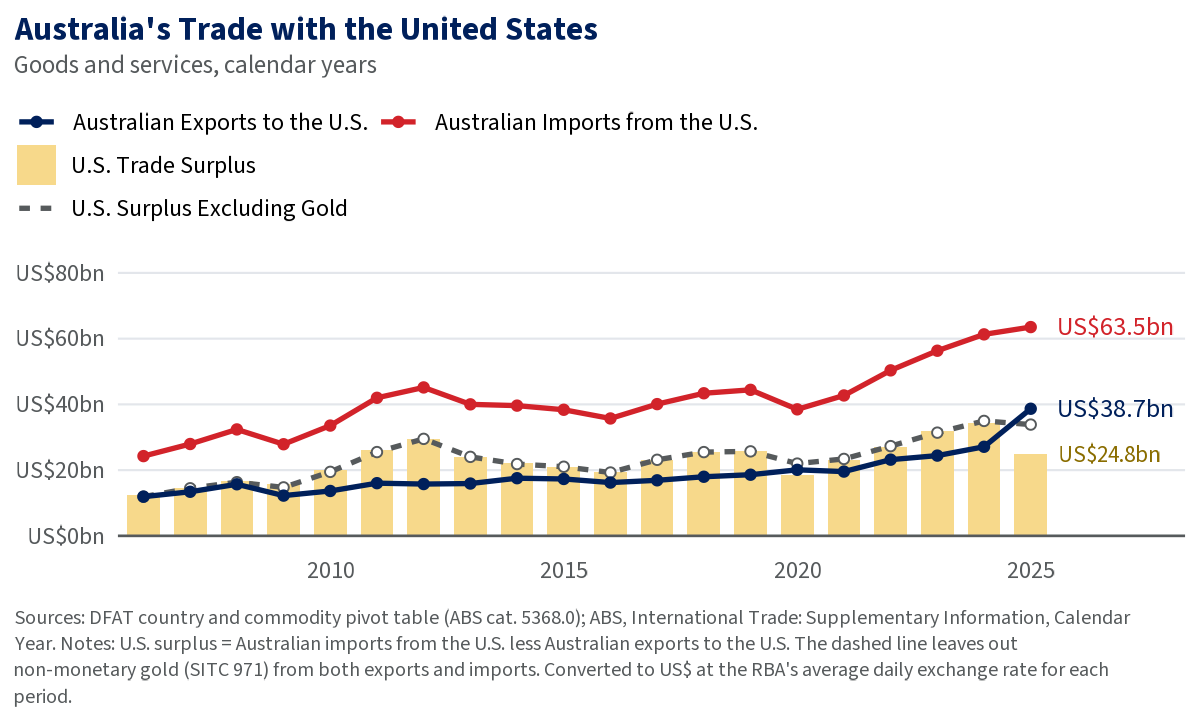 Australia's Trade with the United States
Goods and services, calendar years
Australian Exports to the U.S. Australian Imports from the U.S.
U.S. Trade Surplus
U.S. Surplus Excluding Gold
US$80bn
US$60bn
US$40bn
US$20bn
US$0bn
US$63.5bn
US$38.7bn
US$24.8bn
2010 2015 2020 2025
Sources: DFAT country and commodity pivot table (ABS cat. 5368.0); ABS, International Trade: Supplementary Information, Calendar
Year. Notes: U.S. surplus = Australian imports from the U.S. less Australian exports to the U.S. The dashed line leaves out
non-monetary gold (SITC 971) from both exports and imports. Converted to US$ at the RBA's average daily exchange rate for each
period.